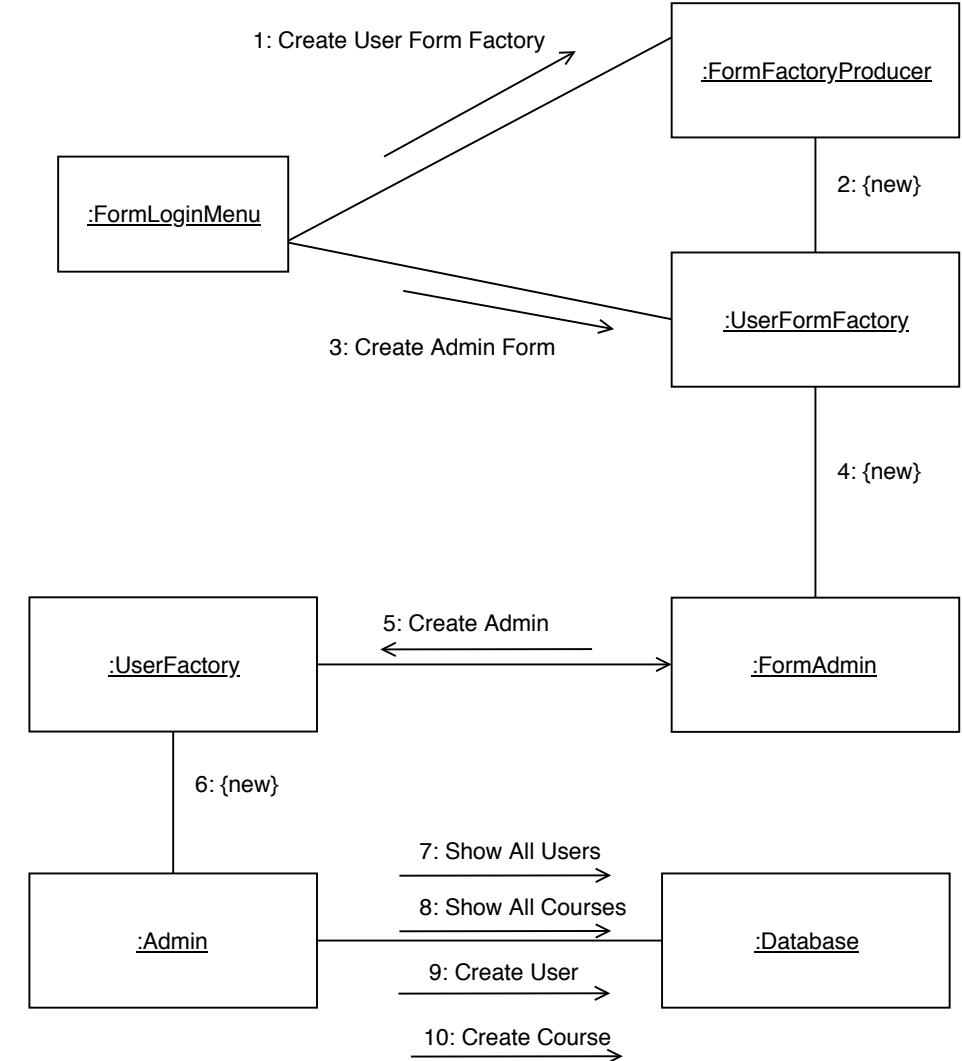 1: Create User Form Factory
:FormFactoryProducer
2: {new}
:FormLoginMenu
:UserFormFactory
3: Create Admin Form
4: {new}
5: Create Admin
:UserFactory
:FormAdmin
6: {new}
7: Show All Users
8: Show All Courses
:Admin
:Database
9: Create User
10: Create Course